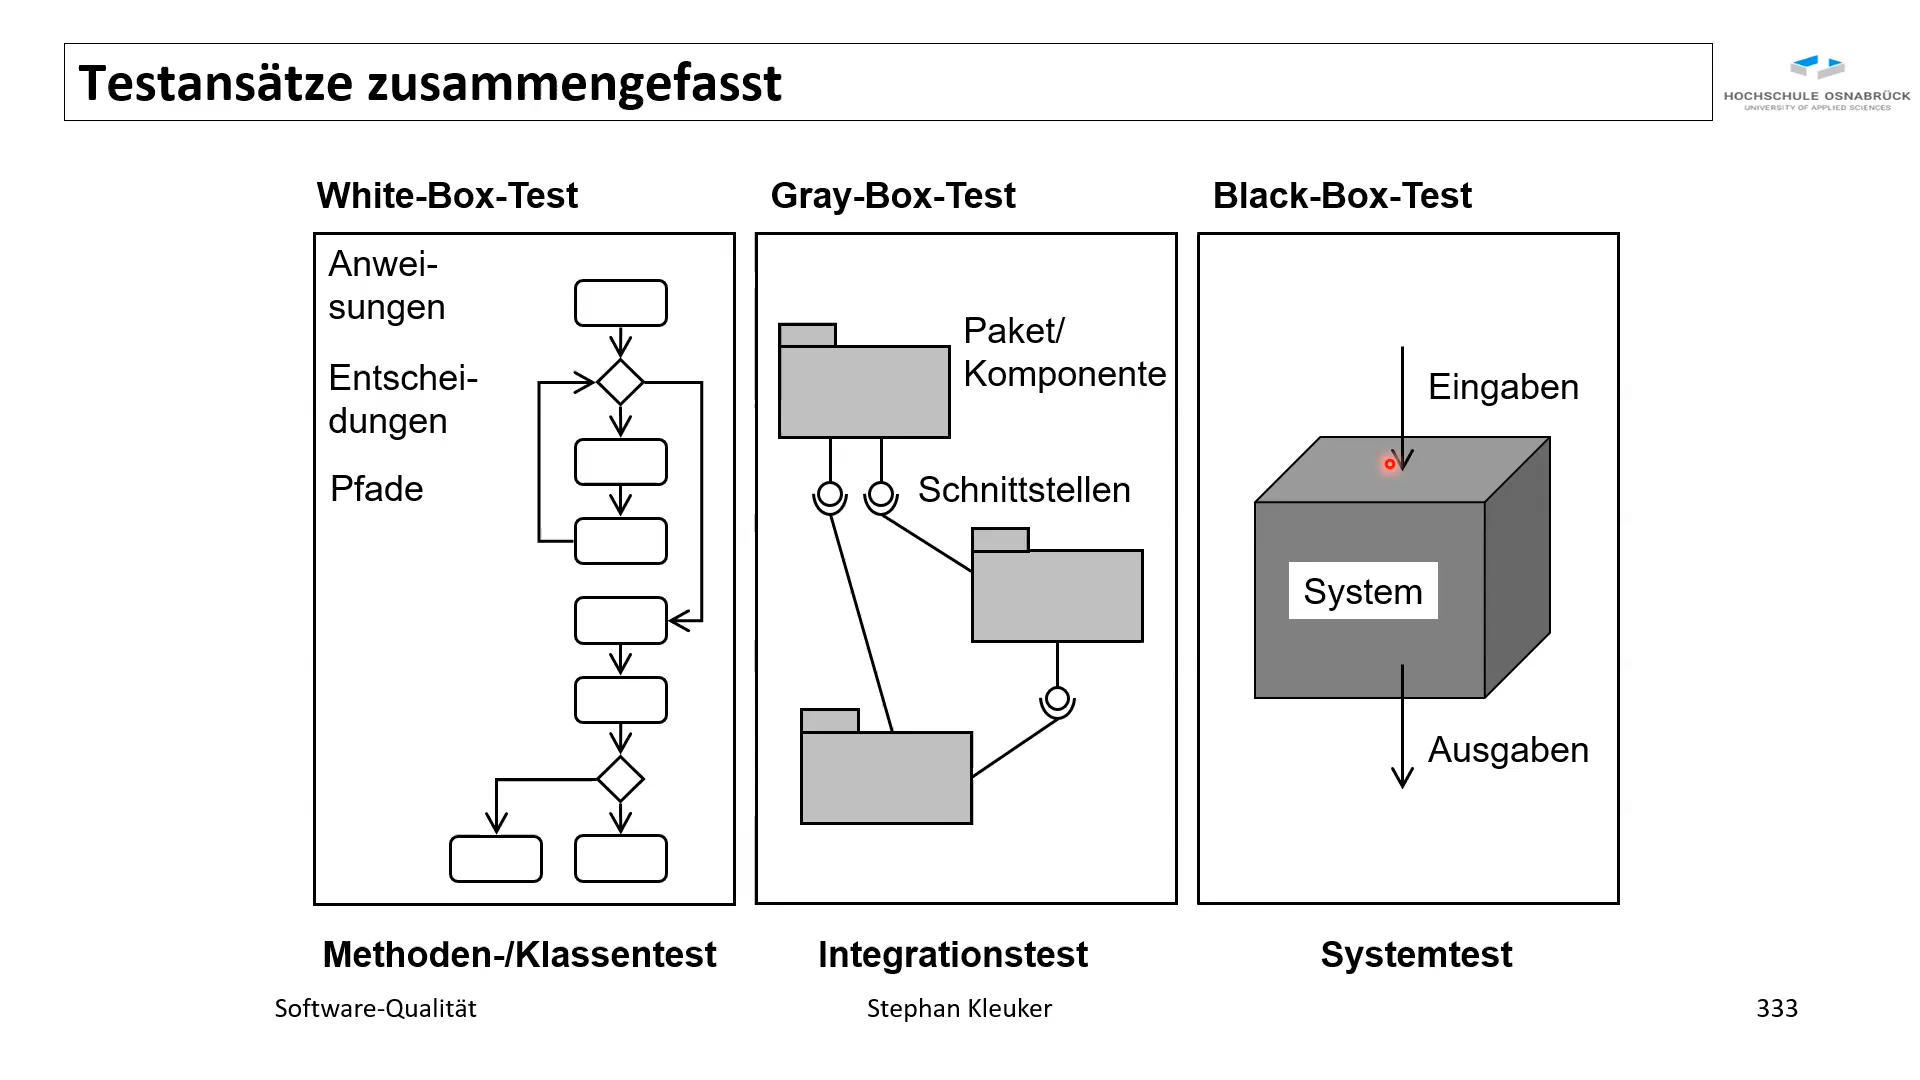 Testansätze zusammengefasst
HOCHSCHULE OSNABRÜCK
UNIVERSITY OF APPLIED SCIENCES
White-Box-Test
Anwei-
sungen
Entschei-
dungen
Pfade
Methoden-/Klassentest
Gray-Box-Test
Paket/
Komponente
Schnittstellen
Integrationstest
Black-Box-Test
Eingaben
System
Ausgaben
Systemtest
Software-Qualität
Stephan Kleuker
333